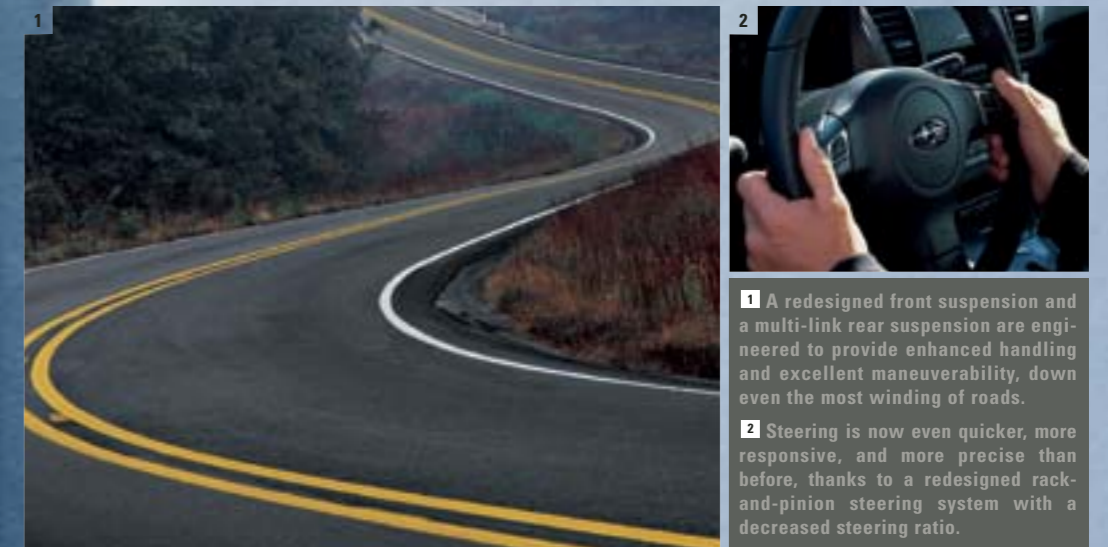 1
2
1 A redesigned front suspension and
a multi-link rear suspension are engi-
neered to provide enhanced handling
and excellent maneuverability, down
even the most winding of roads.
2 Steering is now even quicker, more
responsive, and more precise than
before, thanks to a redesigned rack-
and-pinion steering system with a
decreased steering ratio.